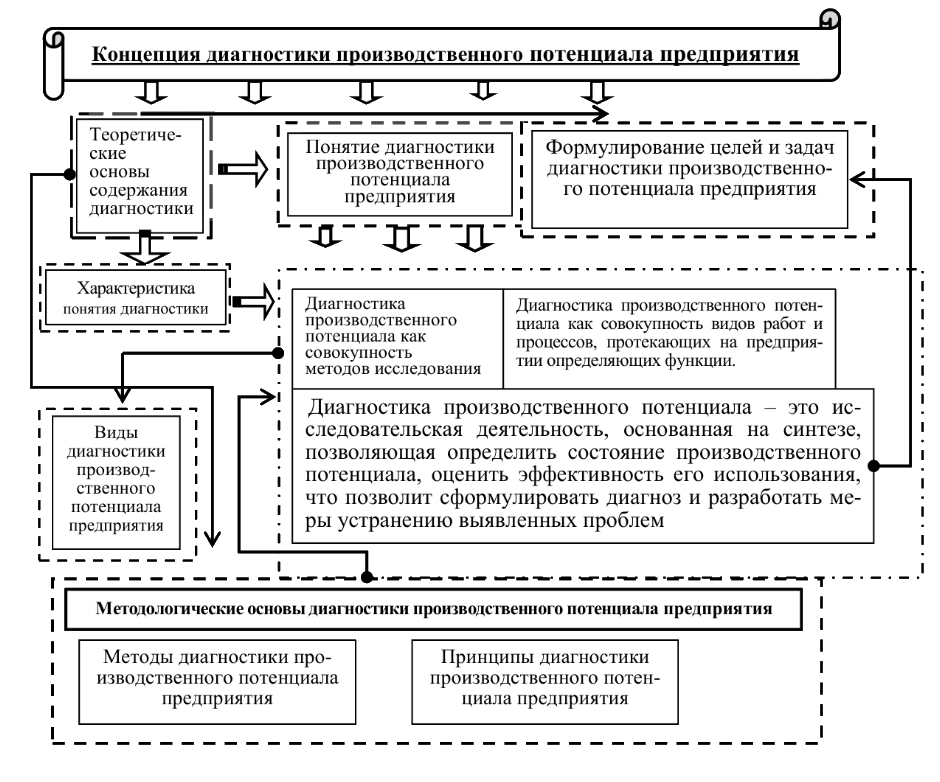 Концепция диагностики производственного потенциала предприятия
Теоретиче-
ские
основы
содержания
диагностики
Понятие диагностики
производственного
потенциала
предприятия
Формулирование целей и задач
диагностики производственно-
го потенциала предприятия
Характеристика
понятия диагностики
Диагностика
производственного
потенциала как
совокупность
методов исследования
Диагностика производственного потен-
циала как совокупность видов работ и
процессов, протекающих на предприя-
тии определяющих функции.
Диагностика производственного потенциала – это ис-
следовательская деятельность, основанная на синтезе,
позволяющая определить состояние производственного
потенциала, оценить эффективность его использования,
что позволит сформулировать диагноз и разработать ме-
ры устранению выявленных проблем
Виды
диагностики
производ-
ственного
потенциала
предприятия
Методологические основы диагностики производственного потенциала предприятия
Методы диагностики про-
изводственного потенциала
предприятия
Принципы диагностики
производственного потен-
циала предприятия